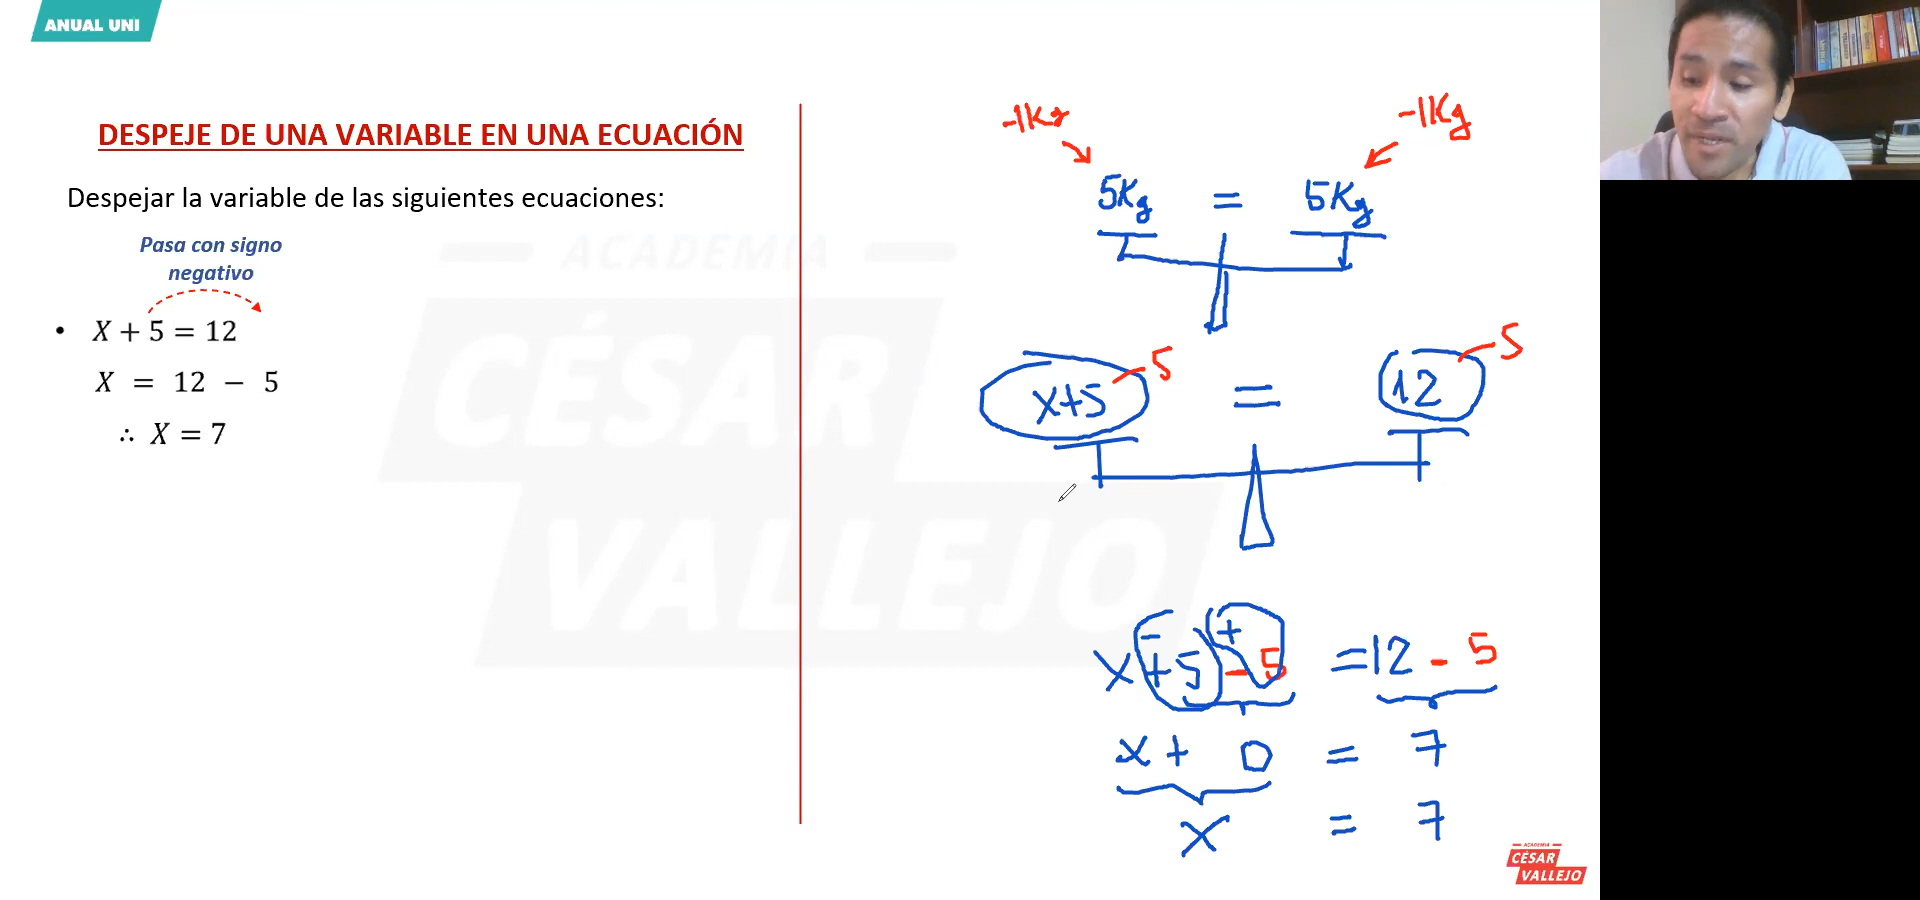 ANUAL UNI
DESPEJE DE UNA VARIABLE EN UNA ECUACIÓN
Despejar la variable de las siguientes ecuaciones:
Pasa con signo
negativo
• X + 5 = 12
X = 12 − 5
∴ X = 7
-1Kg -1Kg
5Kg = 5Kg
x+5 - 5 = 12 - 5
- +
x+5 - 5 = 12 - 5
x + 0 = 7
x = 7
ACADEMIA
CÉSAR
VALLEJO
ACADEMIA
CÉSAR
VALLEJO